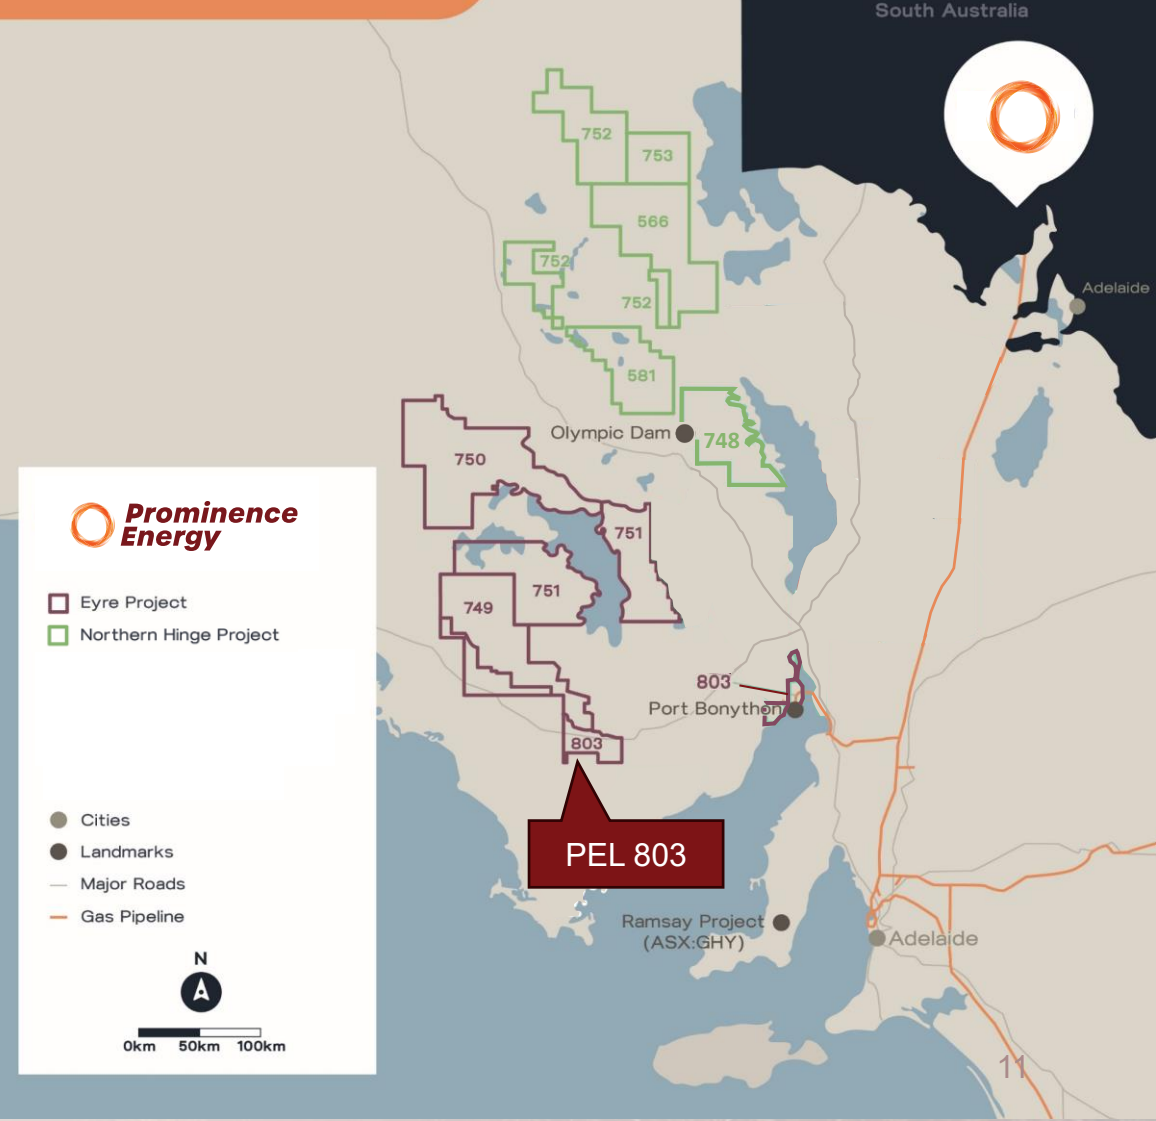 South Australia
752
753
566
752
752
Adelaide
581
Olympic Dam
748
750
Prominence
Energy
751
751
749
Eyre Project
Northern Hinge Project
803
Port Bonython
803
PEL 803
Cities
Landmarks
Major Roads
Gas Pipeline
Ramsay Project
(ASX:GHY)
Adelaide
N
0km 50km 100km
11